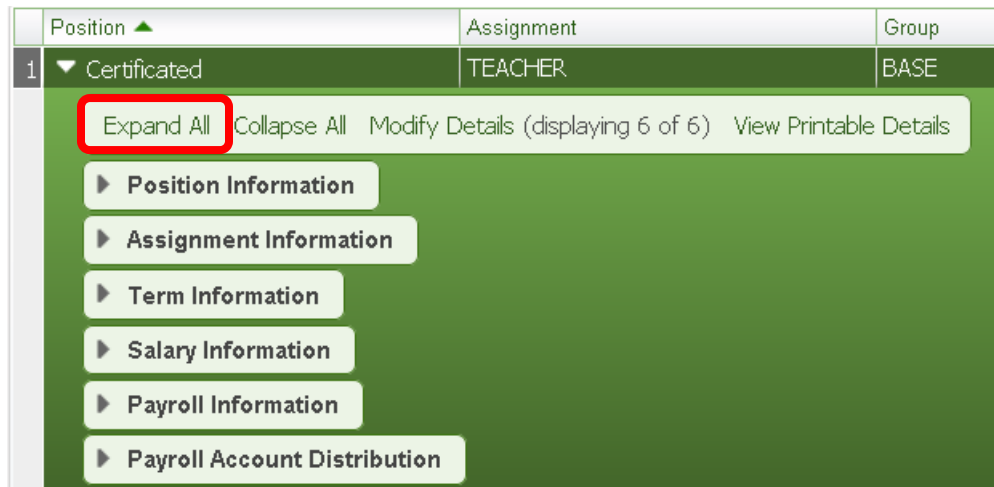 Position Assignment Group
1 Certificated TEACHER BASE
Expand All Collapse All Modify Details (displaying 6 of 6) View Printable Details
Position Information
Assignment Information
Term Information
Salary Information
Payroll Information
Payroll Account Distribution